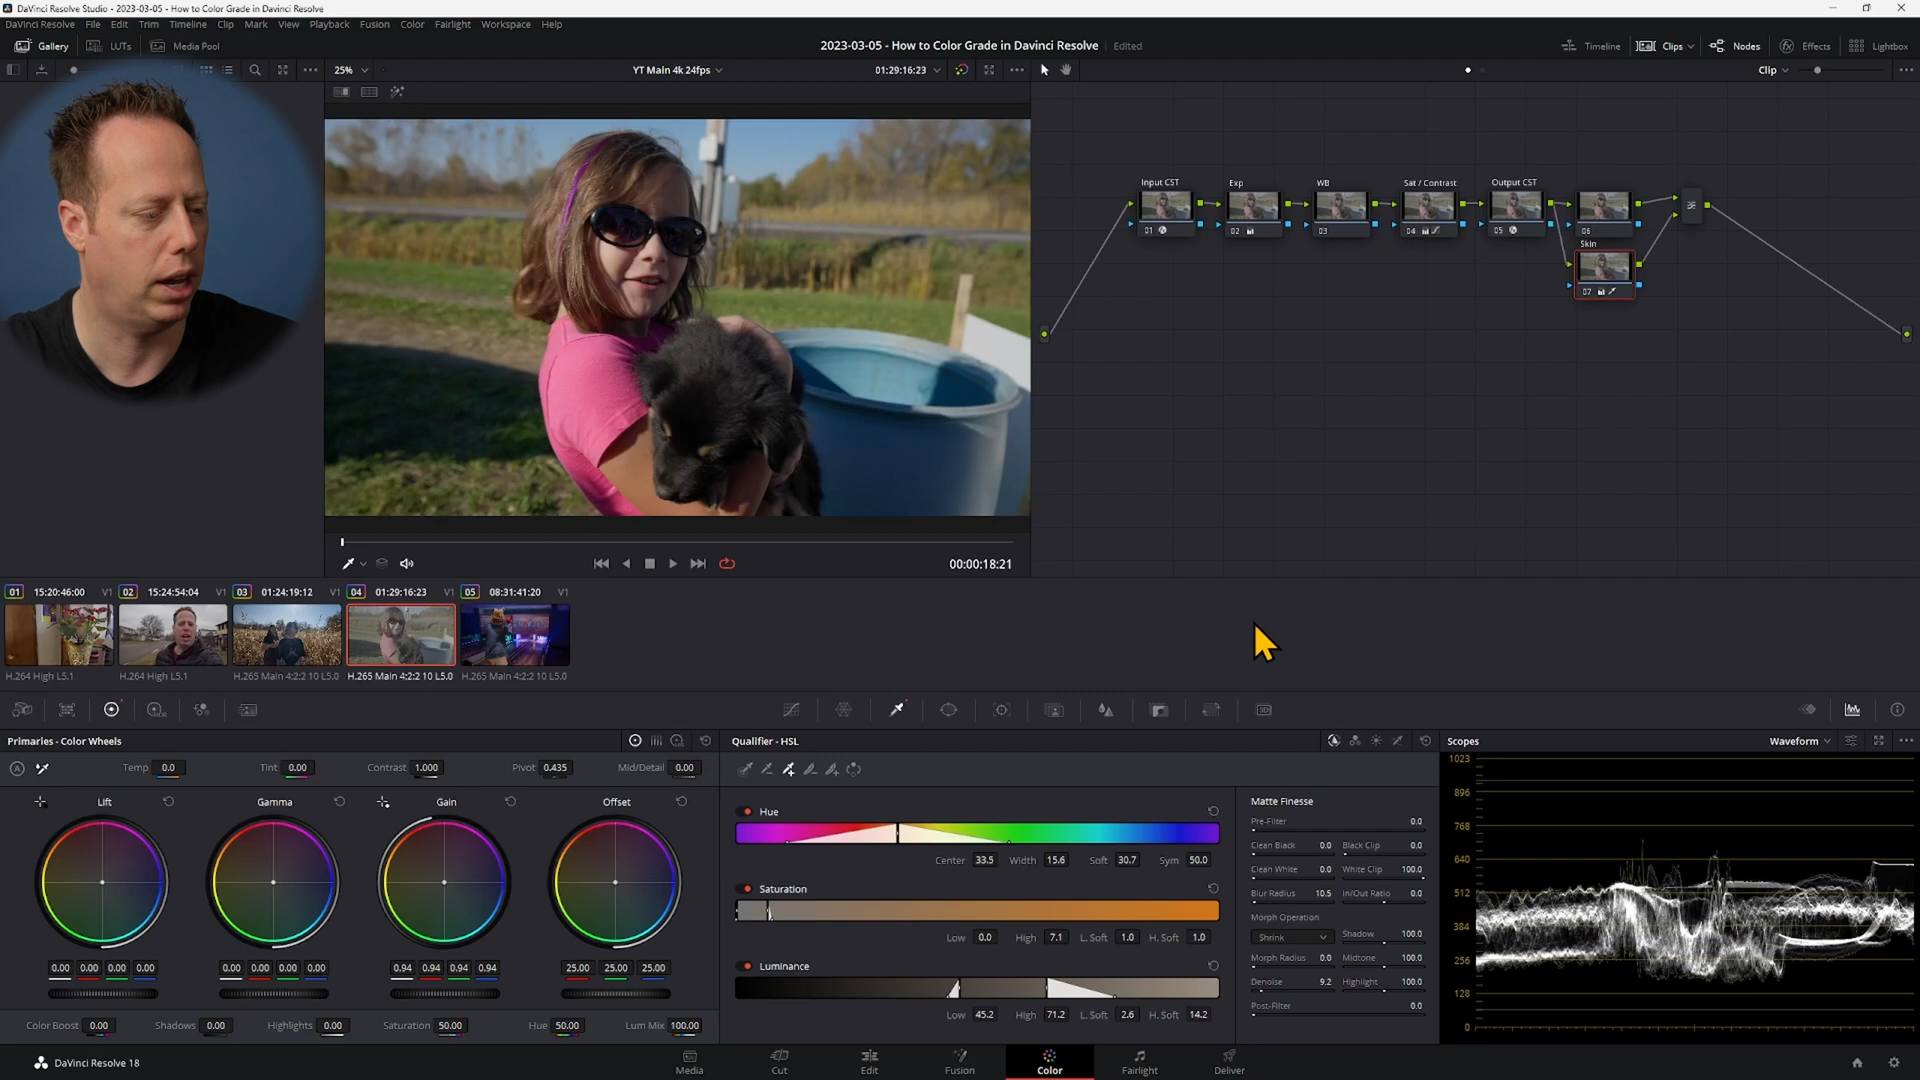 DaVinci Resolve Studio - 2023-03-05 - How to Color Grade in Davinci Resolve
DaVinci Resolve File Edit Trim Timeline Clip Mark View Playback Fusion Color Fairlight Workspace Help
Gallery LUTs Media Pool 2023-03-05 - How to Color Grade in Davinci Resolve Edited Timeline Clips Nodes Effects Lightbox
25% YT Main 4k 24fps 01:29:16:23 Clip
Input CST Exp WB Sat / Contrast Output CST
01 02 03 04 05 06
Skin
07
00:00:18:21
01 15:20:46:00 V1 02 15:24:54:04 V1 03 01:24:19:12 V1 04 01:29:16:23 V1 05 08:31:41:20 V1
H.264 High L5.1 H.264 High L5.1 H.265 Main 4:2:2 10 L5.0 H.265 Main 4:2:2 10 L5.0 H.265 Main 4:2:2 10 L5.0
HDR 3D
Primaries - Color Wheels Qualifier - HSL Scopes Waveform
A Temp 0.0 Tint 0.00 Contrast 1.000 Pivot 0.435 Mid/Detail 0.00
Lift Gamma Gain Offset
0.00 0.00 0.00 0.00 0.00 0.00 0.00 0.00 0.94 0.94 0.94 0.94 25.00 25.00 25.00
Color Boost 0.00 Shadows 0.00 Highlights 0.00 Saturation 50.00 Hue 50.00 Lum Mix 100.00
Hue
Center 33.5 Width 15.6 Soft 30.7 Sym 50.0
Saturation
Low 0.0 High 7.1 L. Soft 1.0 H. Soft 1.0
Luminance
Low 45.2 High 71.2 L. Soft 2.6 H. Soft 14.2
Matte Finesse
Pre-Filter 0.0
Clean Black 0.0 Black Clip 0.0
Clean White 0.0 White Clip 100.0
Blur Radius 10.5 In/Out Ratio 0.0
Morph Operation
Shrink Shadow 100.0
Morph Radius 0.0 Midtone 100.0
Denoise 9.2 Highlight 100.0
Post-Filter 0.0
1023
896
768
640
512
384
256
128
0
DaVinci Resolve 18 Media Cut Edit Fusion Color Fairlight Deliver